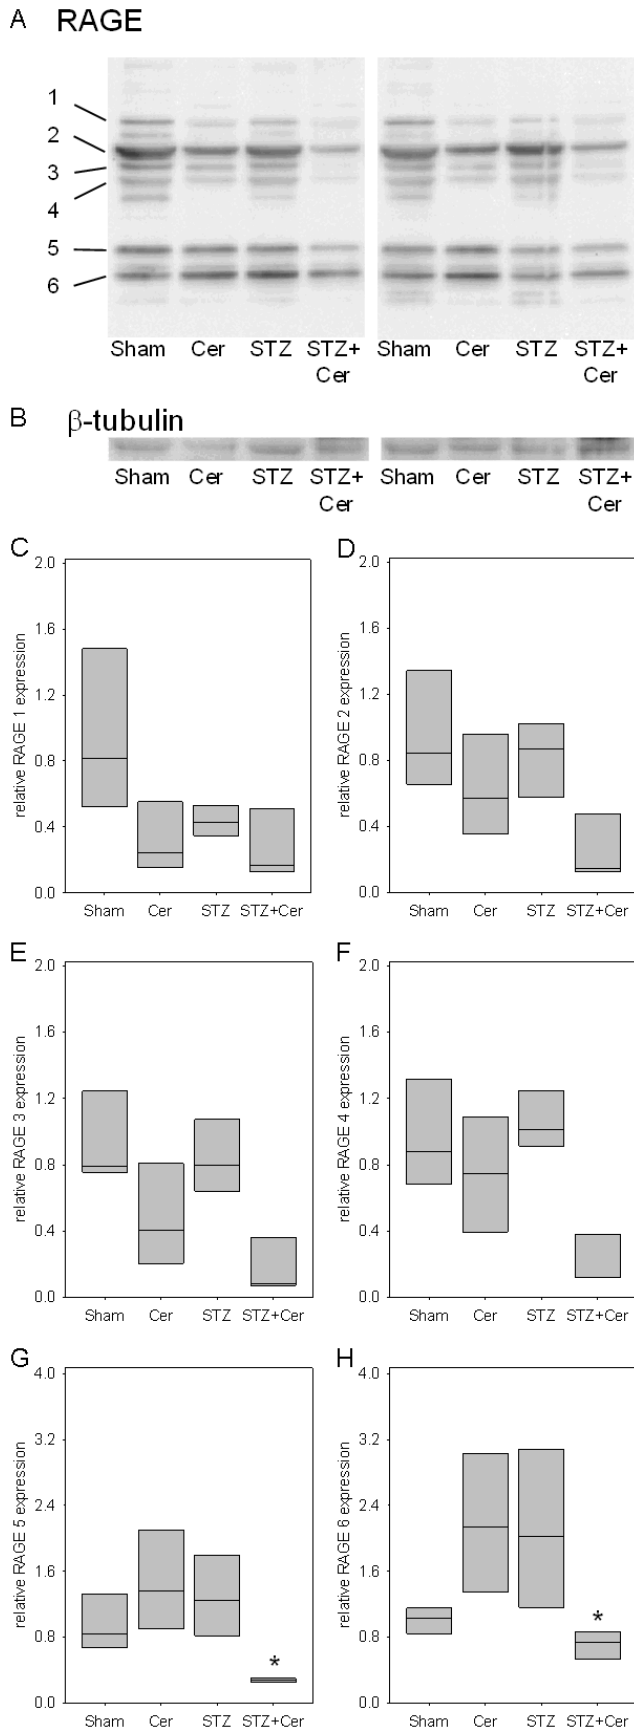 A RAGE
1
2
3
4
5
6
Sham Cer STZ STZ+ Sham Cer STZ STZ+
Cer Cer
B β-tubulin
Sham Cer STZ STZ+ Sham Cer STZ STZ+
Cer Cer
C
relative RAGE 1 expression
2.0
1.6
1.2
0.8
0.4
0.0
Sham Cer STZ STZ+Cer
D
relative RAGE 2 expression
2.0
1.6
1.2
0.8
0.4
0.0
Sham Cer STZ STZ+Cer
E
relative RAGE 3 expression
2.0
1.6
1.2
0.8
0.4
0.0
Sham Cer STZ STZ+Cer
F
relative RAGE 4 expression
2.0
1.6
1.2
0.8
0.4
0.0
Sham Cer STZ STZ+Cer
G
relative RAGE 5 expression
4.0
3.2
2.4
1.6
0.8
0.0
*
Sham Cer STZ STZ+Cer
H
relative RAGE 6 expression
4.0
3.2
2.4
1.6
0.8
0.0
*
Sham Cer STZ STZ+Cer